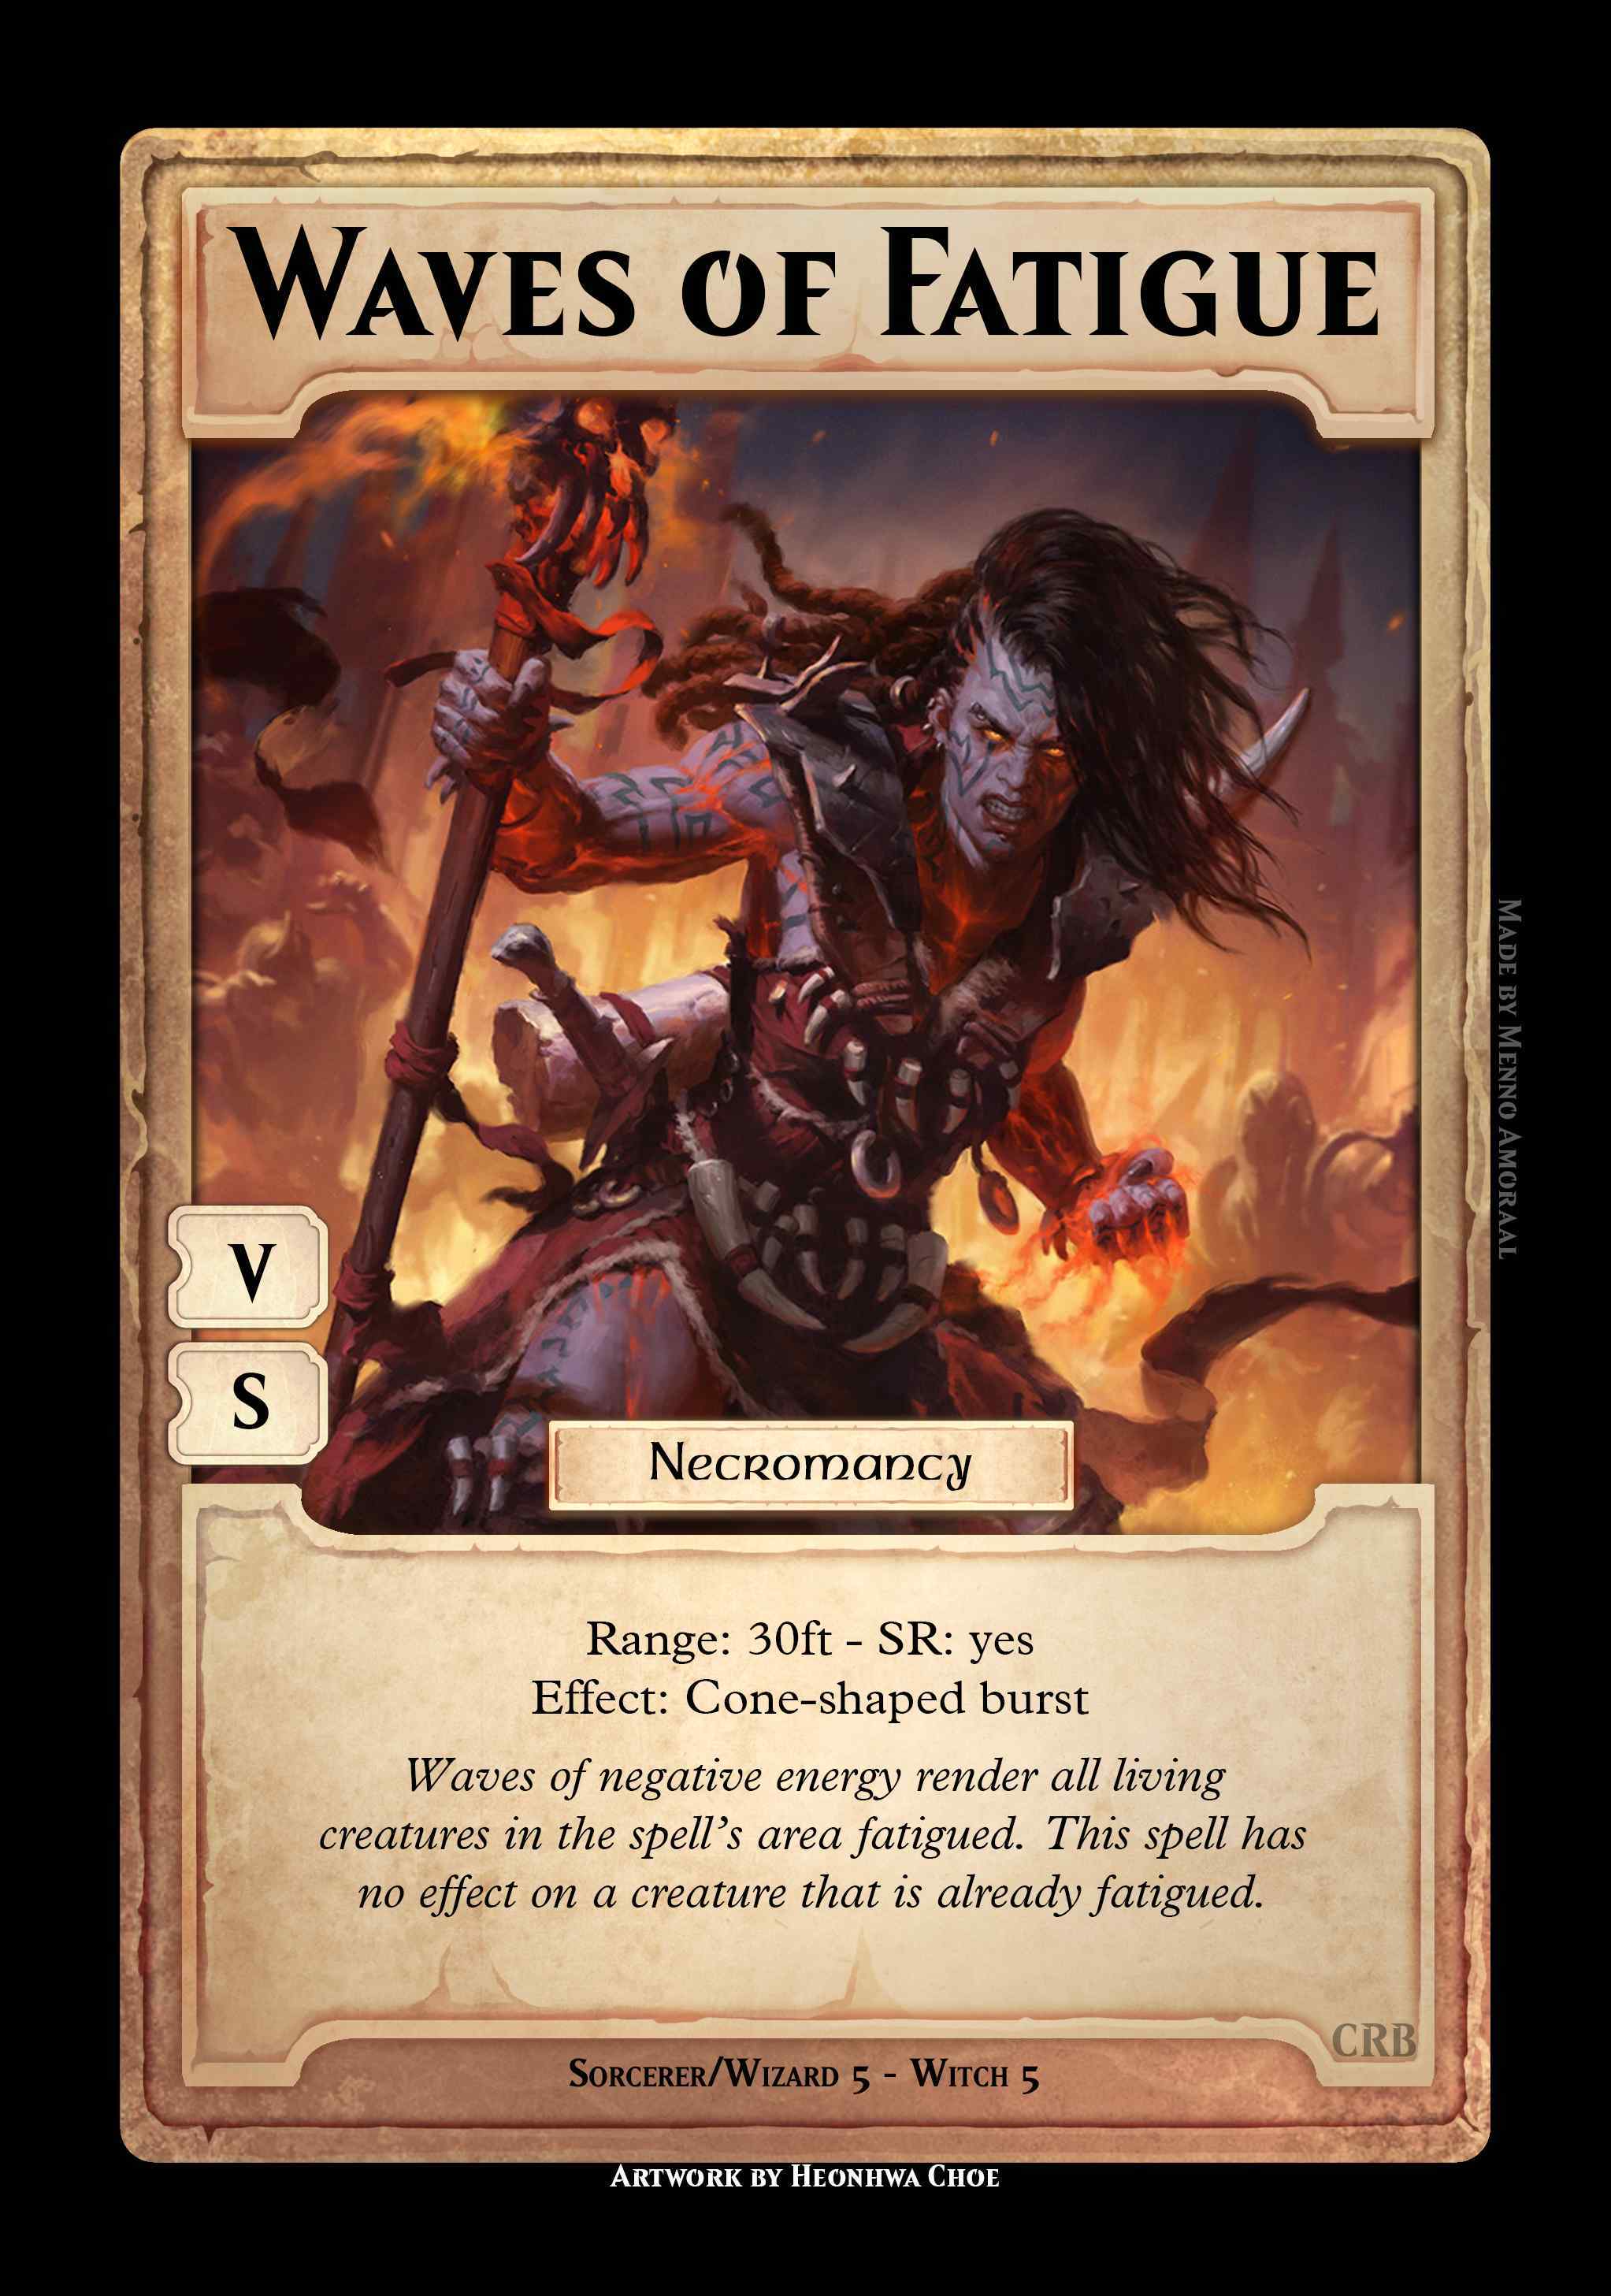 Waves of Fatigue
V
S
Necromancy
Range: 30ft - SR: yes
Effect: Cone-shaped burst
Waves of negative energy render all living
creatures in the spell's area fatigued. This spell has
no effect on a creature that is already fatigued.
CRB
Sorcerer/Wizard 5 - Witch 5
Artwork by Heonhwa Choe
Made by Menno Amoraal